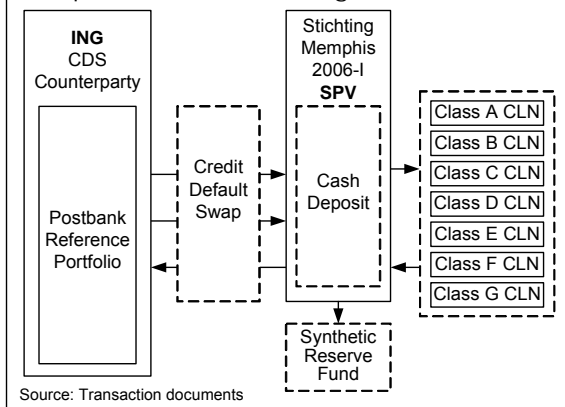 ING
CDS
Counterparty
Postbank
Reference
Portfolio
Credit
Default
Swap
Stichting
Memphis
2006-I
SPV
Cash
Deposit
Synthetic
Reserve
Fund
Class A CLN
Class B CLN
Class C CLN
Class D CLN
Class E CLN
Class F CLN
Class G CLN
Source: Transaction documents